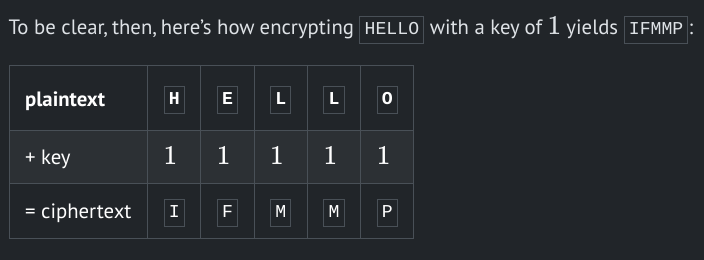 To be clear, then, here’s how encrypting HELLO with a key of 1 yields IFMMP:
plaintext H E L L O
+ key 1 1 1 1 1
= ciphertext I F M M P